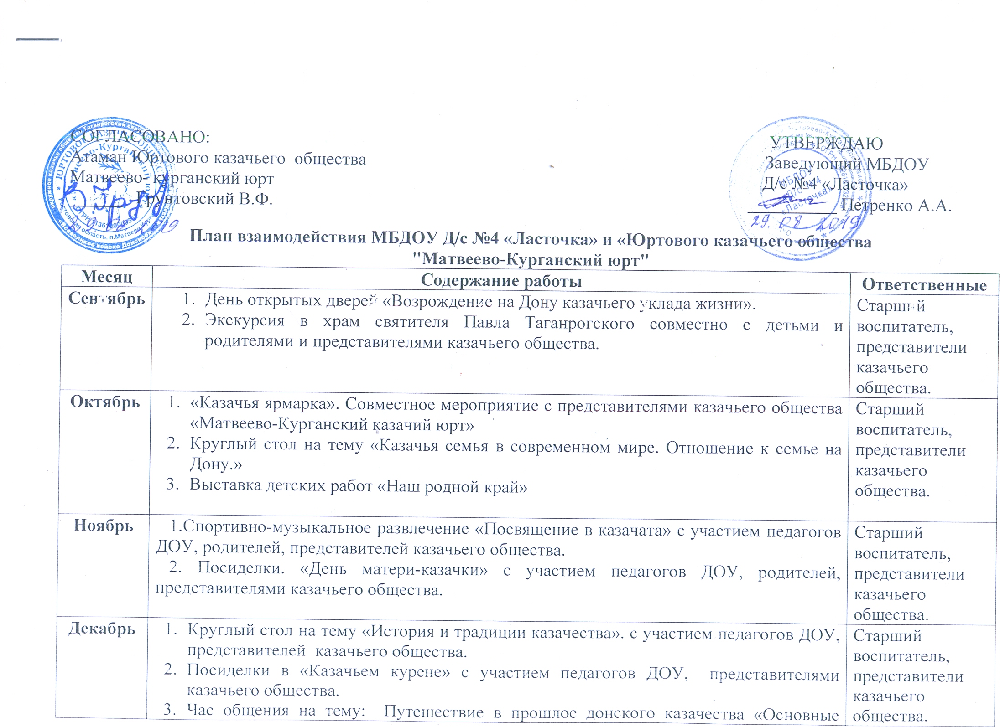 СОГЛАСОВАНО:
Атаман Юртового казачьего общества
Матвеево- курганский юрт
Грунтовский В.Ф.
УТВЕРЖДАЮ
Заведующий МБДОУ
Д/с №4 «Ласточка»
Петренко А.А.
29. 08. 2019
МБДОУ
Д/с №4
«Ласточка»
План взаимодействия МБДОУ Д/с №4 «Ласточка» и «Юртового казачьего общества
"Матвеево-Курганский юрт"
Месяц
Содержание работы
Ответственные
Сентябрь
1. День открытых дверей «Возрождение на Дону казачьего уклада жизни».
2. Экскурсия в храм святителя Павла Таганрогского совместно с детьми и
родителями и представителями казачьего общества.
Старший
воспитатель,
представители
казачьего
общества.
Октябрь
1. «Казачья ярмарка». Совместное мероприятие с представителями казачьего общества
«Матвеево-Курганский казачий юрт»
2. Круглый стол на тему «Казачья семья в современном мире. Отношение к семье на
Дону.»
3. Выставка детских работ «Наш родной край»
Старший
воспитатель,
представители
казачьего
общества.
Ноябрь
1.Спортивно-музыкальное развлечение «Посвящение в казачата» с участием педагогов
ДОУ, родителей, представителей казачьего общества.
2. Посиделки. «День матери-казачки» с участием педагогов ДОУ, родителей,
представителями казачьего общества.
Старший
воспитатель,
представители
казачьего
общества.
Декабрь
1. Круглый стол на тему «История и традиции казачества». с участием педагогов ДОУ,
представителей казачьего общества.
2. Посиделки в «Казачьем курене» с участием педагогов ДОУ, представителями
казачьего общества.
3. Час общения на тему: Путешествие в прошлое донского казачества «Основные
Старший
воспитатель,
представители
казачьего
общества.